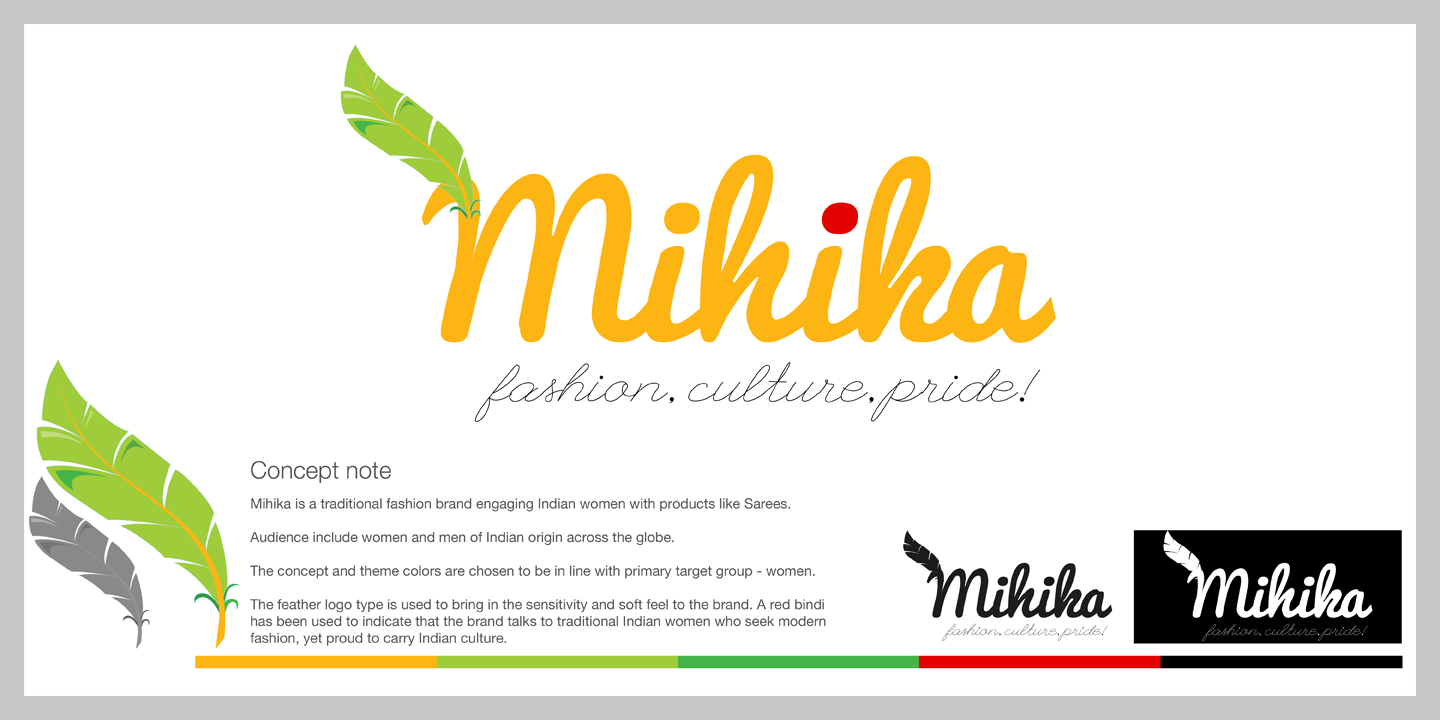 Mihika
fashion.culture.pride!
Concept note
Mihika is a traditional fashion brand engaging Indian women with products like Sarees.
Audience include women and men of Indian origin across the globe.
The concept and theme colors are chosen to be in line with primary target group - women.
The feather logo type is used to bring in the sensitivity and soft feel to the brand. A red bindi
has been used to indicate that the brand talks to traditional Indian women who seek modern
fashion, yet proud to carry Indian culture.
Mihika
fashion.culture.pride!
Mihika
fashion.culture.pride!